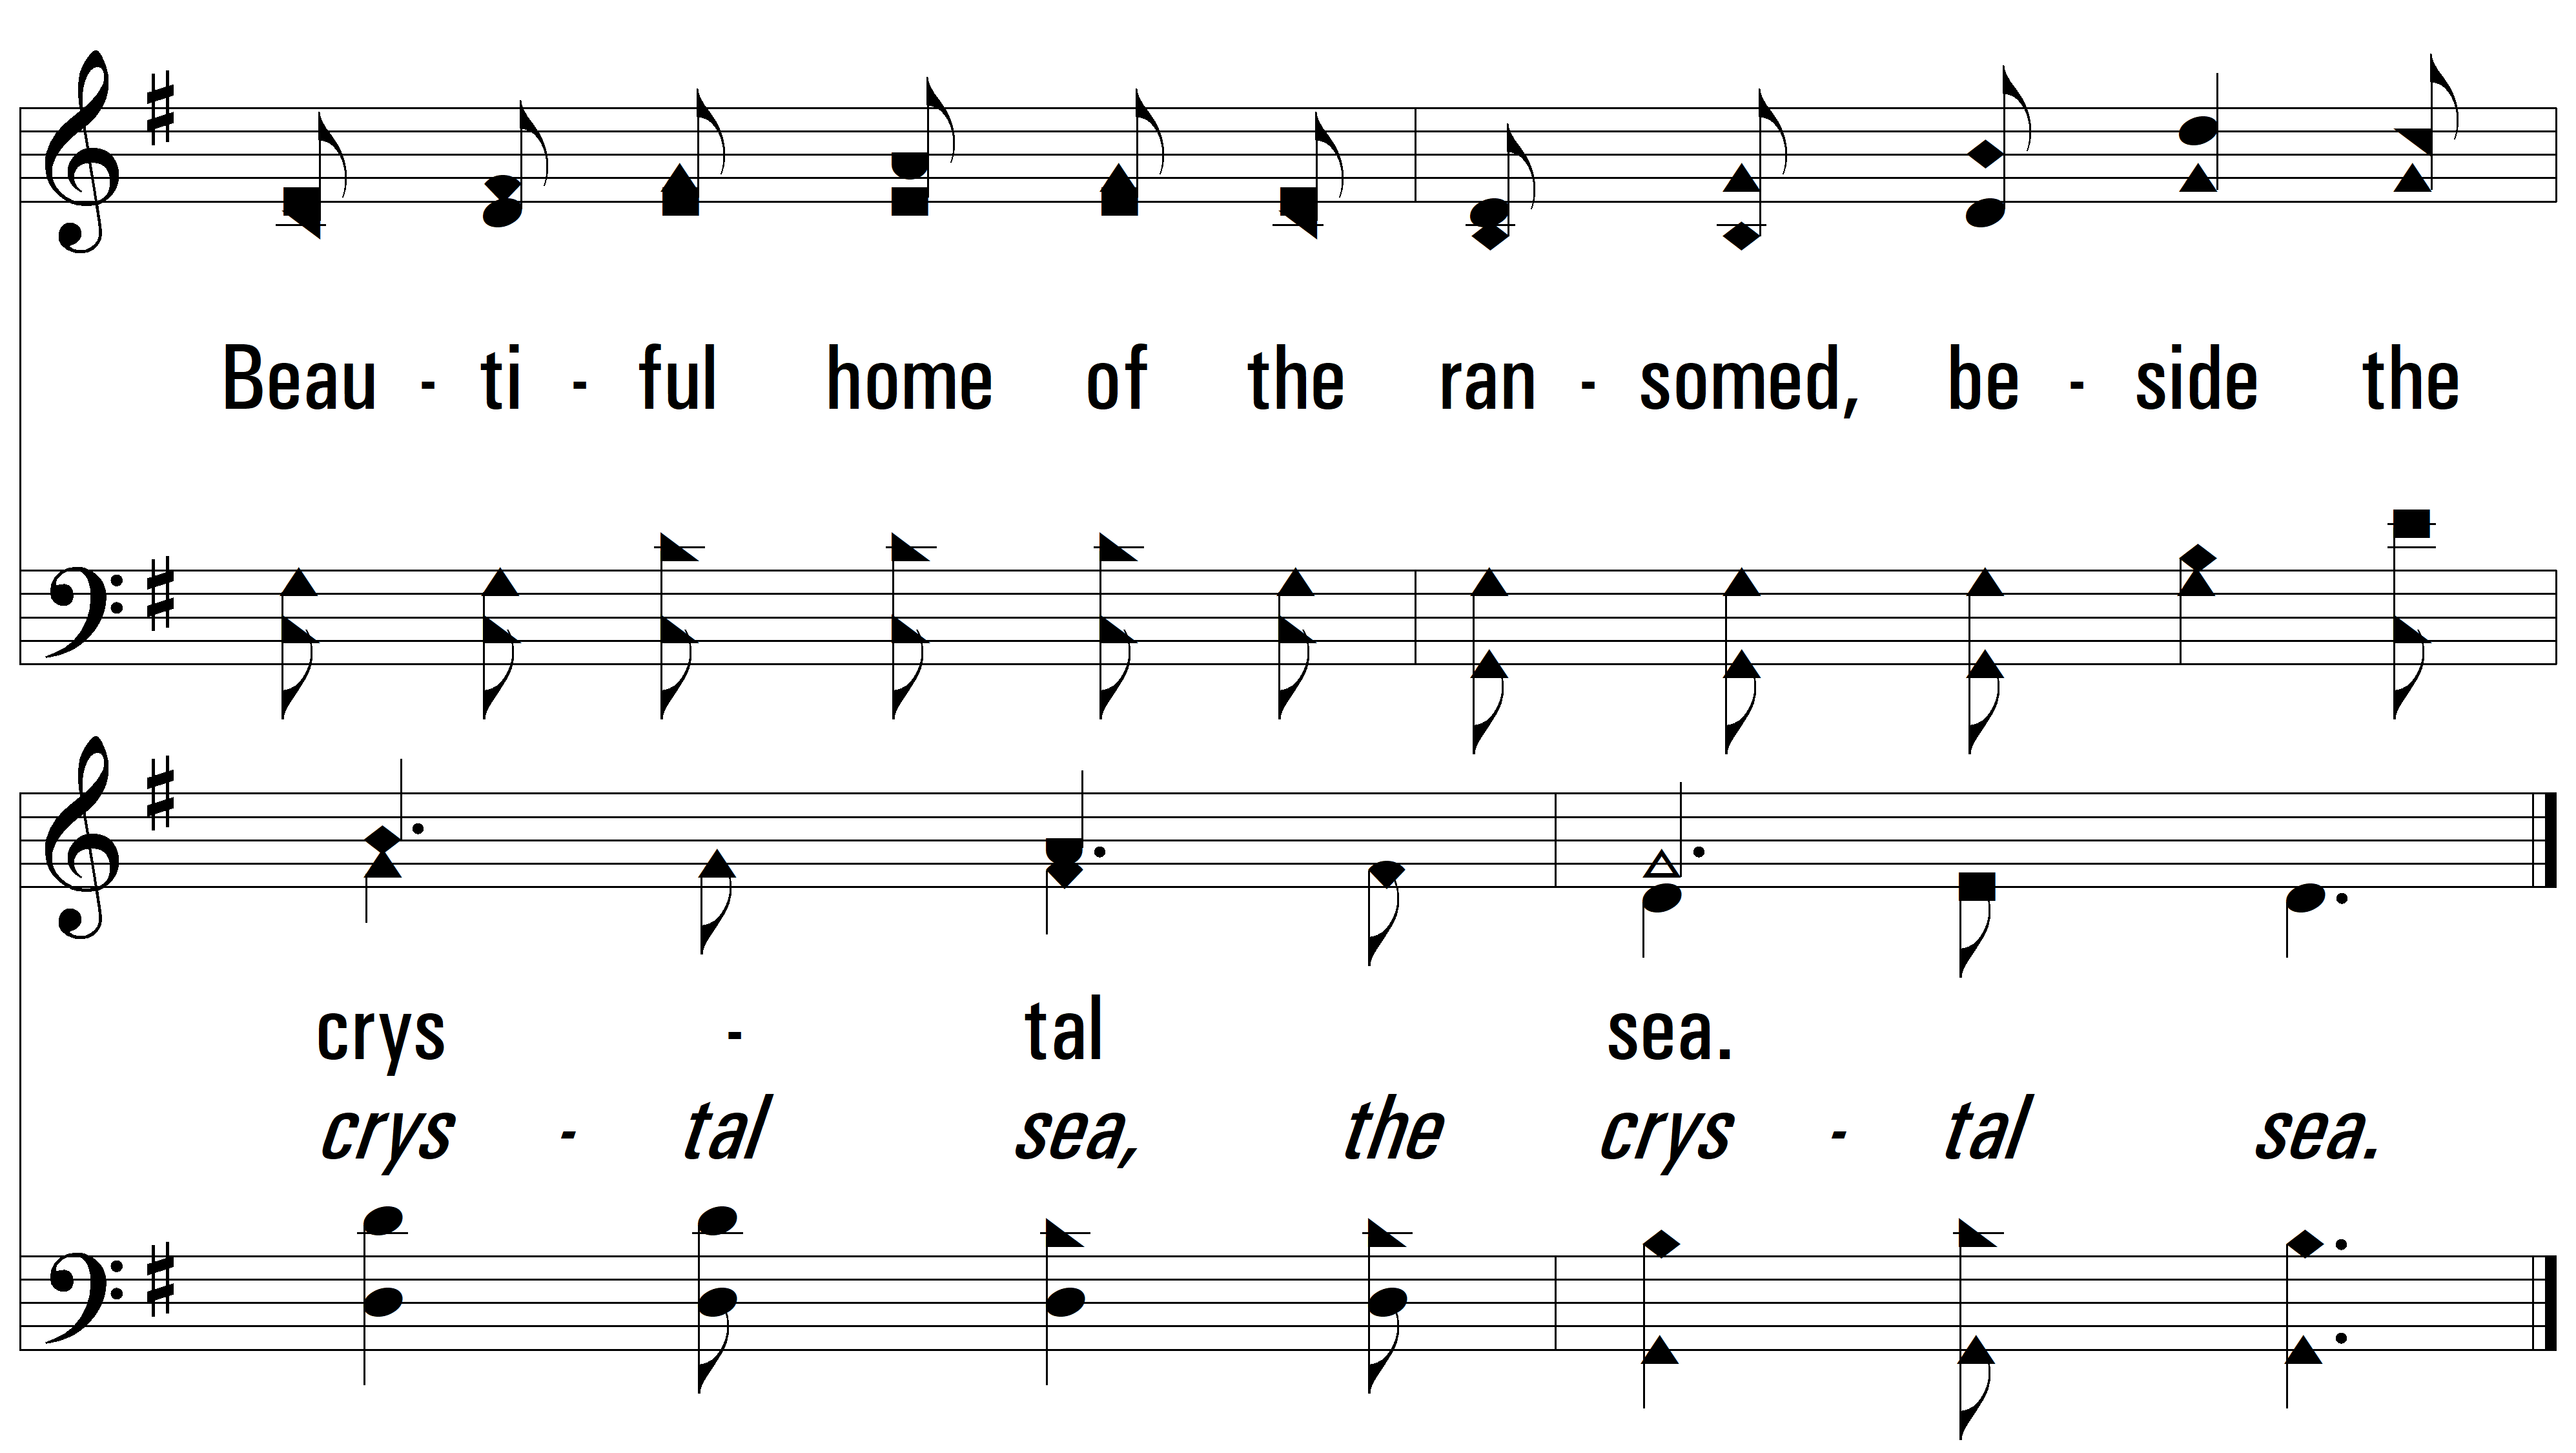 Beau - ti - ful home of the ran - somed, be - side the
crys - tal sea.
crys - tal sea, the crys - tal sea.